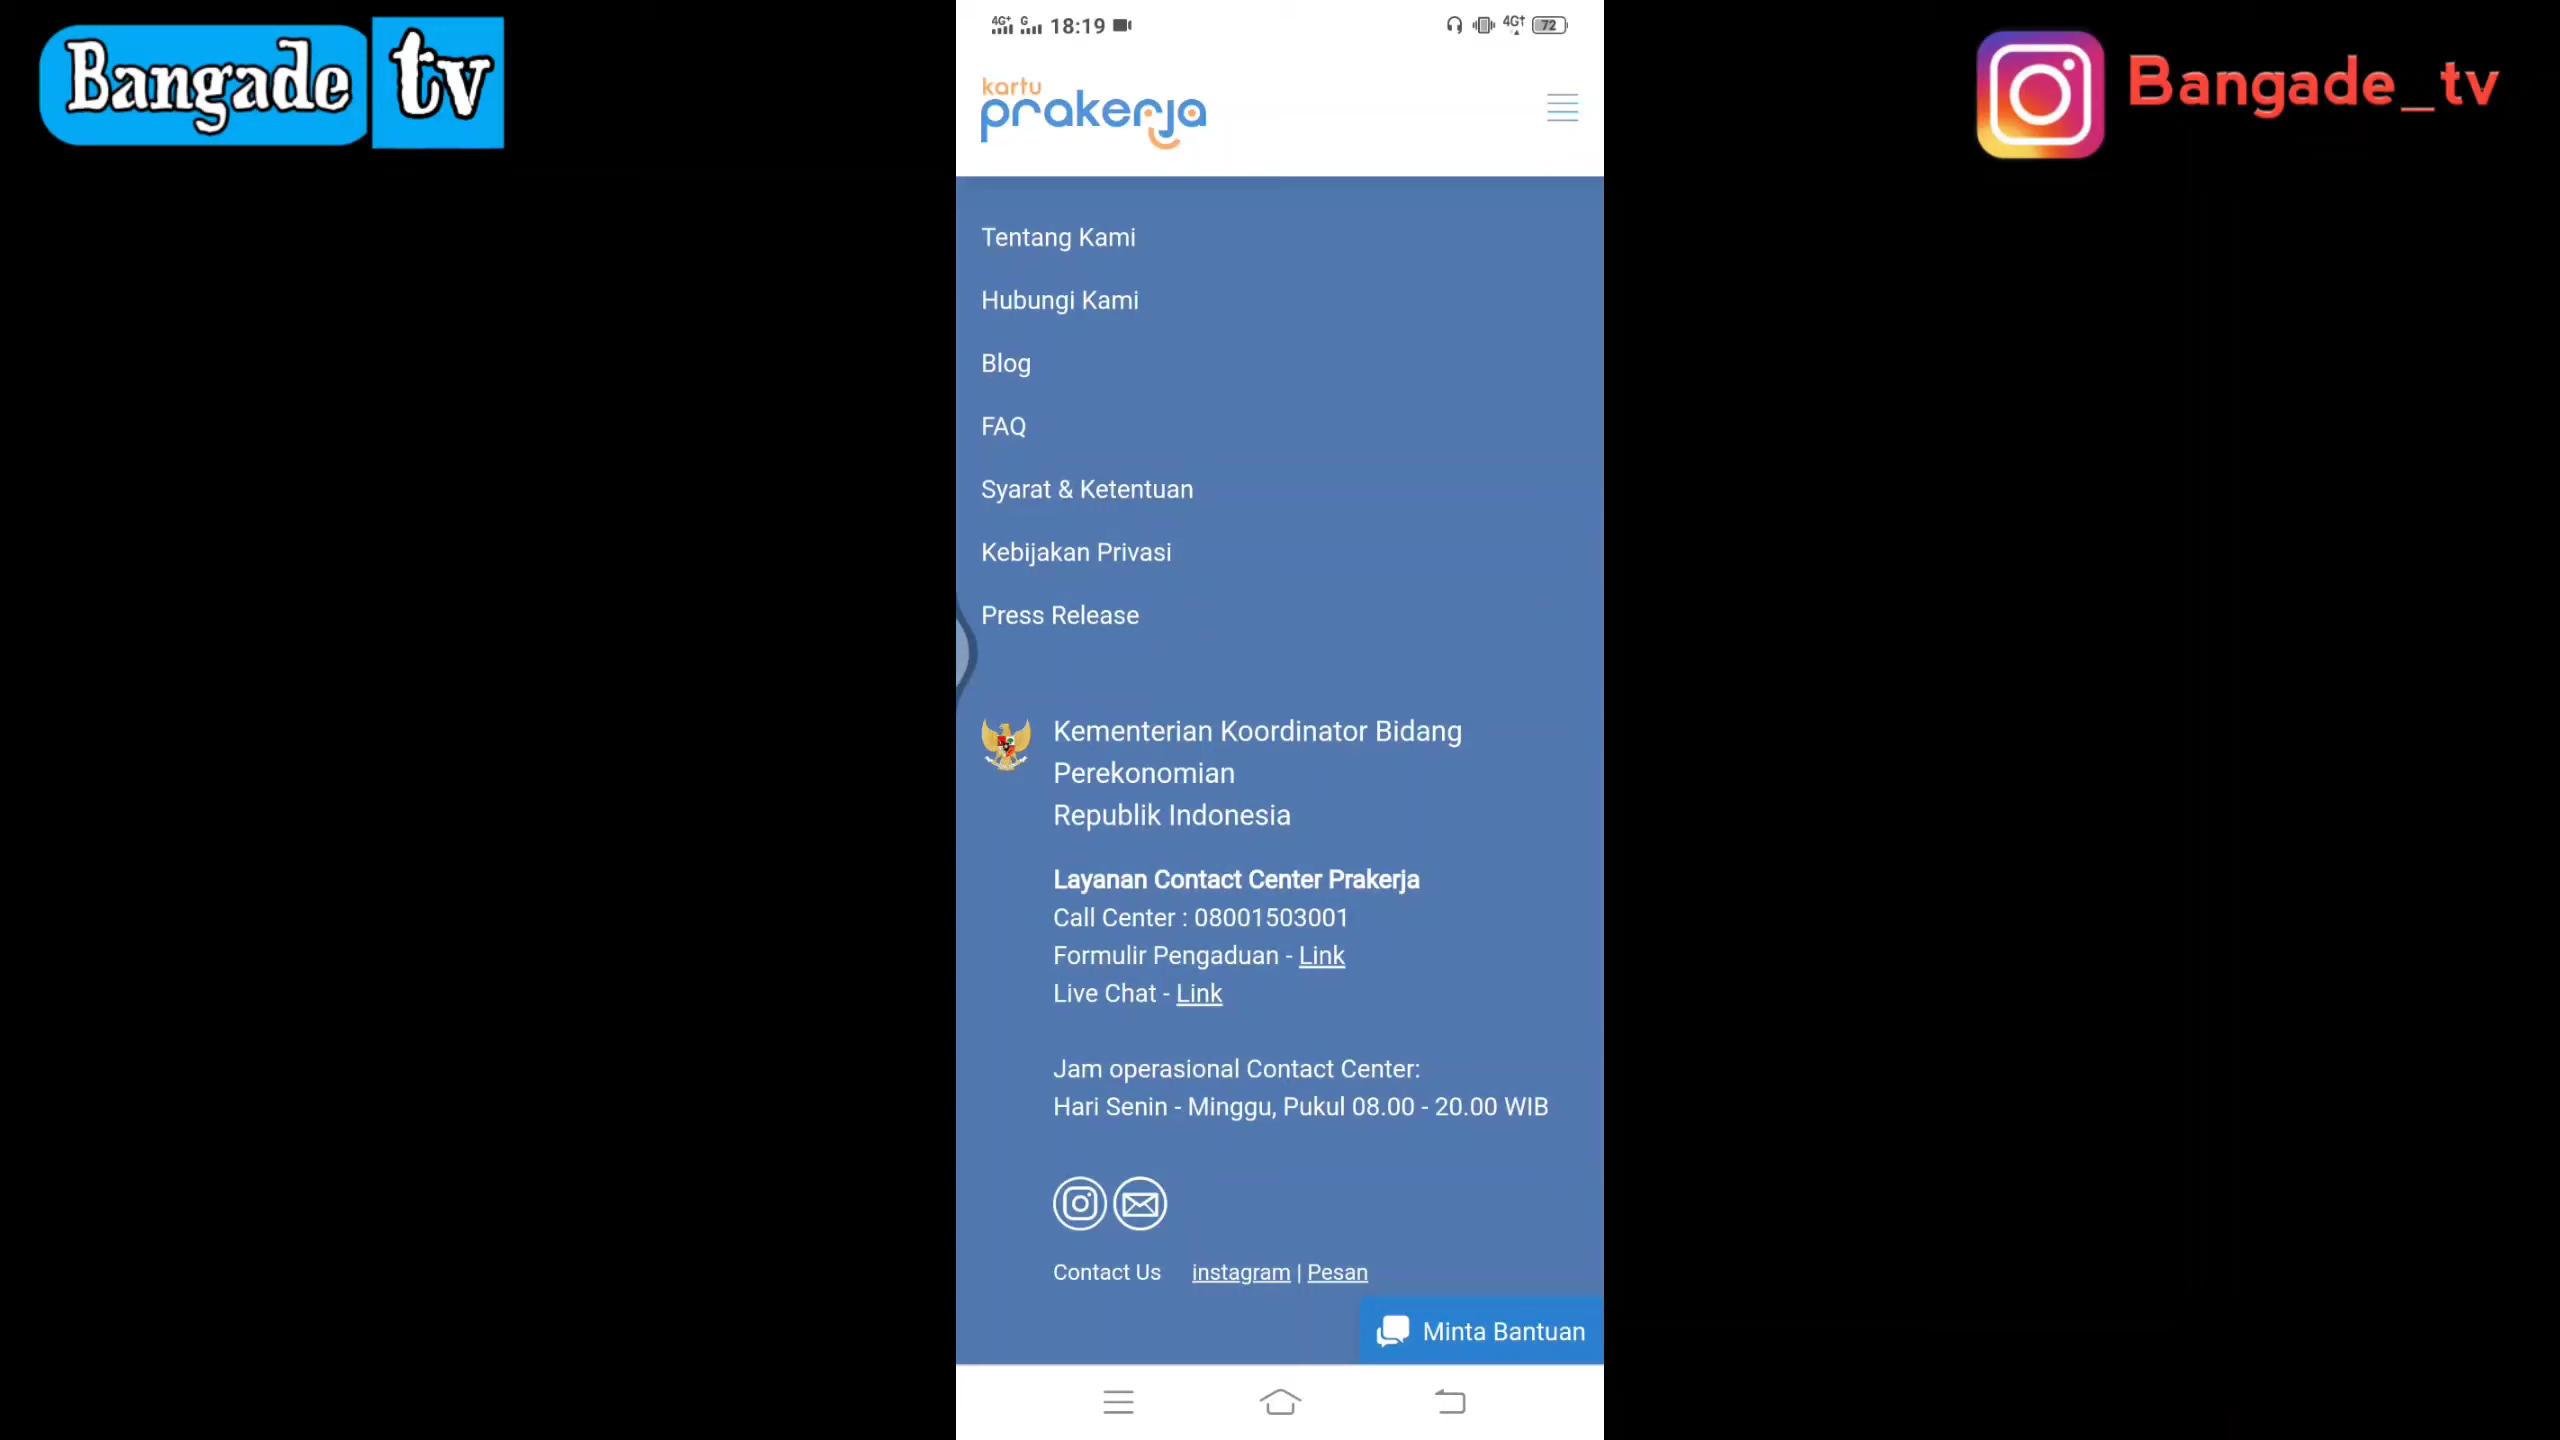 Bangade tv
Bangade_tv
4G+ G 18:19 4G† 72
kartu
prakerja
Tentang Kami
Hubungi Kami
Blog
FAQ
Syarat & Ketentuan
Kebijakan Privasi
Press Release
Kementerian Koordinator Bidang
Perekonomian
Republik Indonesia
Layanan Contact Center Prakerja
Call Center : 08001503001
Formulir Pengaduan - Link
Live Chat - Link
Jam operasional Contact Center:
Hari Senin - Minggu, Pukul 08.00 - 20.00 WIB
Contact Us instagram | Pesan
Minta Bantuan